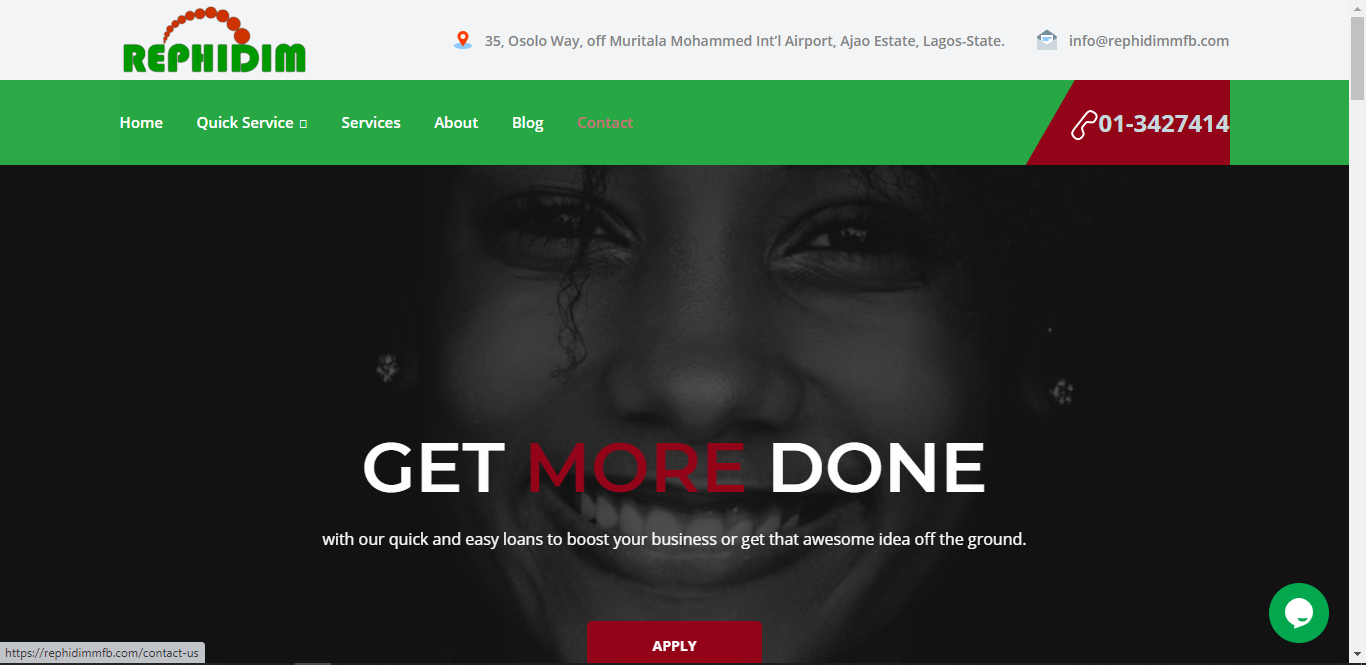 REPHIDIM
35, Osolo Way, off Muritala Mohammed Int’l Airport, Ajao Estate, Lagos-State.
info@rephidimmfb.com
Home Quick Service Services About Blog Contact
01-3427414
GET MORE DONE
with our quick and easy loans to boost your business or get that awesome idea off the ground.
APPLY
https://rephidimmfb.com/contact-us